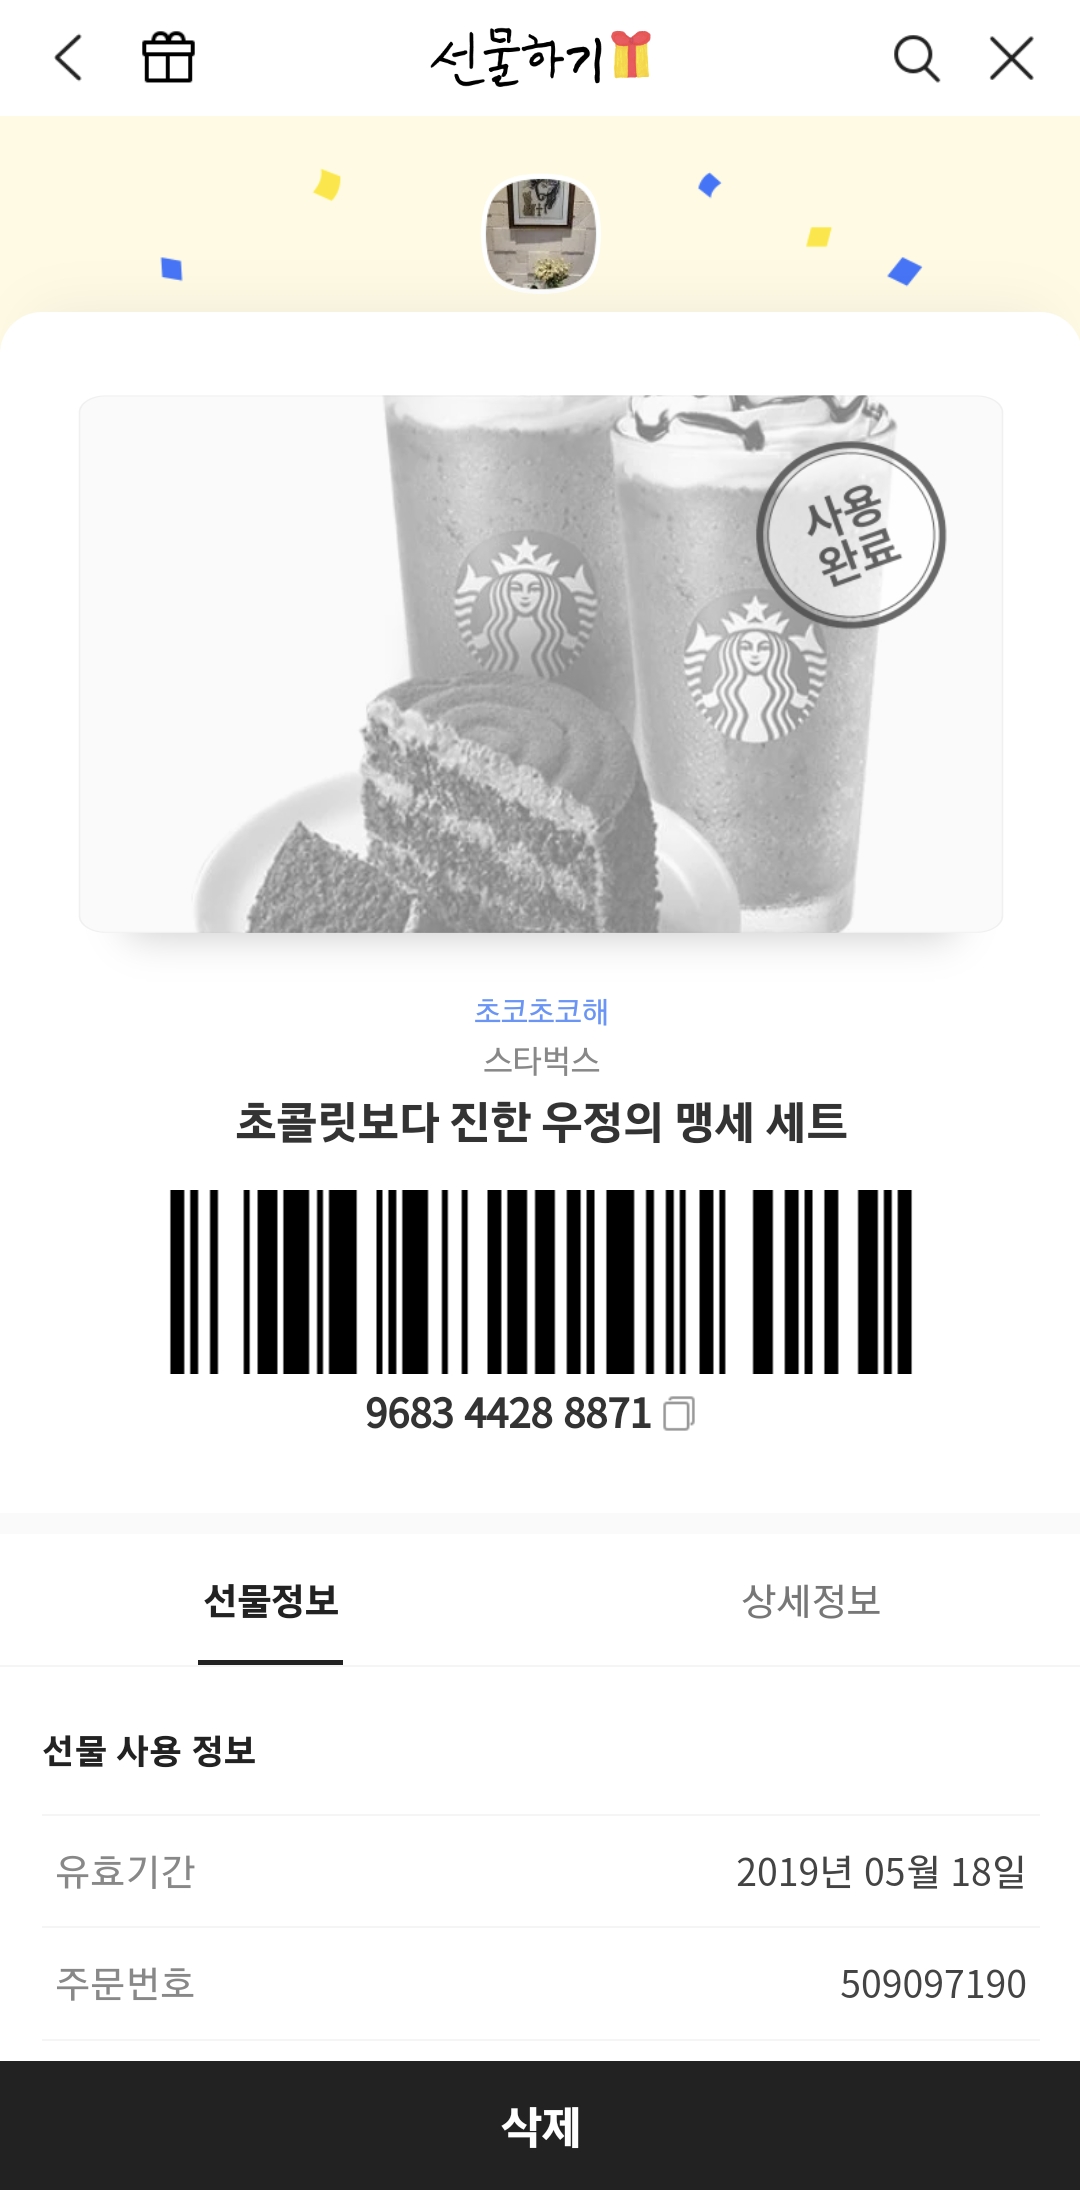 선물하기
사용
완료
초코초코해
스타벅스
초콜릿보다 진한 우정의 맹세 세트
9683 4428 8871
선물정보
상세정보
선물 사용 정보
유효기간
2019년 05월 18일
주문번호
509097190
삭제